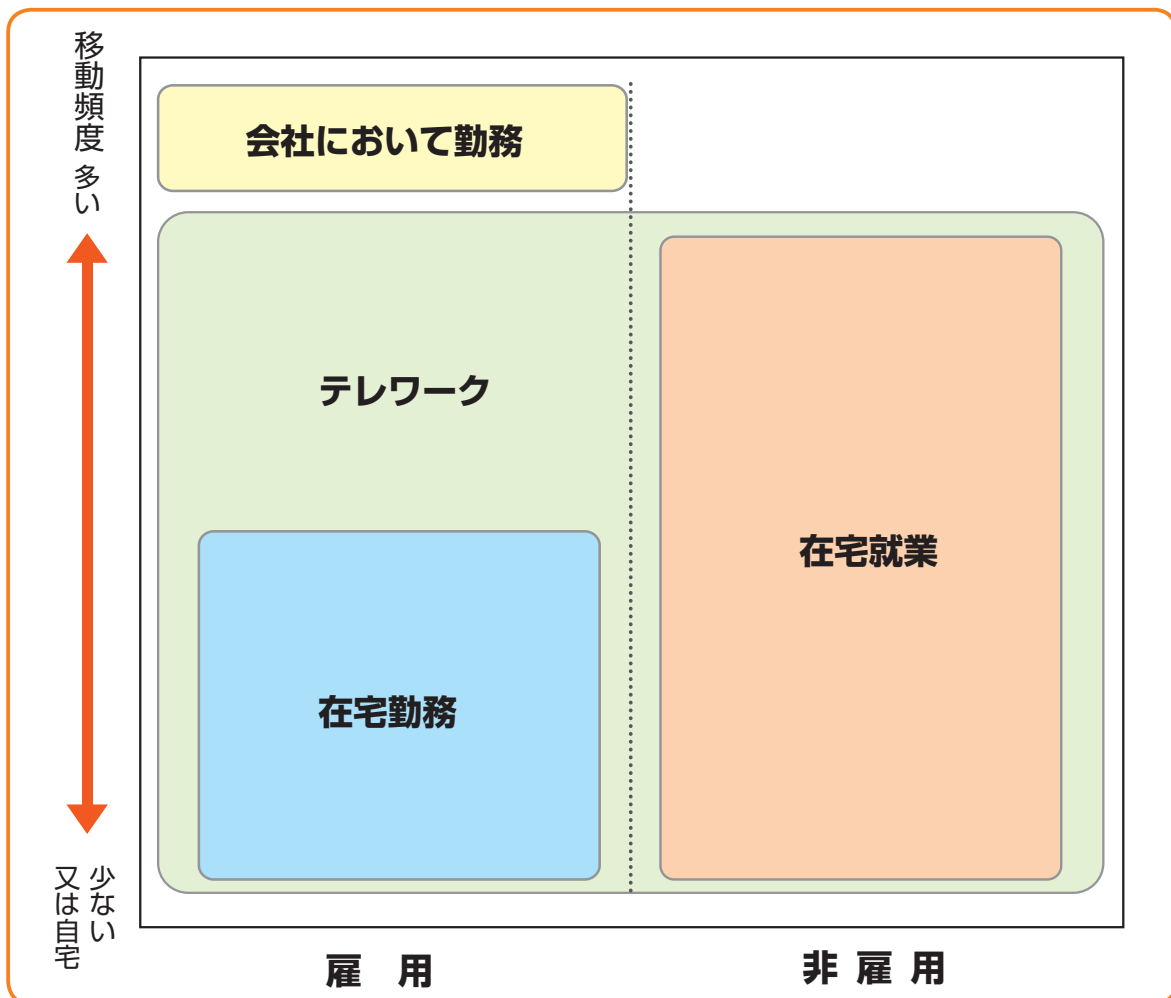 移動頻度 多い
会社において勤務
テレワーク
在宅就業
在宅勤務
少ない
又は自宅
雇 用
非 雇 用